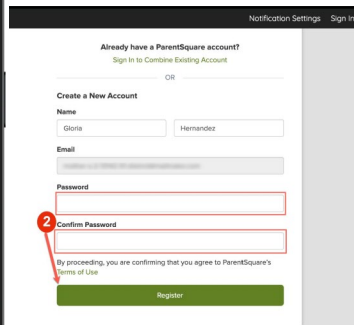 Notification Settings Sign In
Already have a ParentSquare account?
Sign In to Combine Existing Account
OR
Create a New Account
Name
Gloria Hernandez
Email
Password
2
Confirm Password
By proceeding, you are confirming that you agree to ParentSquare's
Terms of Use
Register